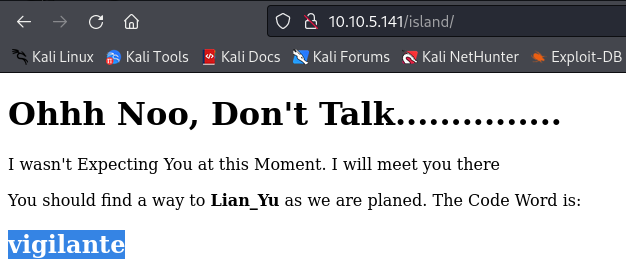 10.10.5.141/island/
Kali Linux Kali Tools Kali Docs Kali Forums Kali NetHunter Exploit-DB
Ohhh Noo, Don't Talk...............
I wasn't Expecting You at this Moment. I will meet you there
You should find a way to Lian_Yu as we are planed. The Code Word is:
vigilante